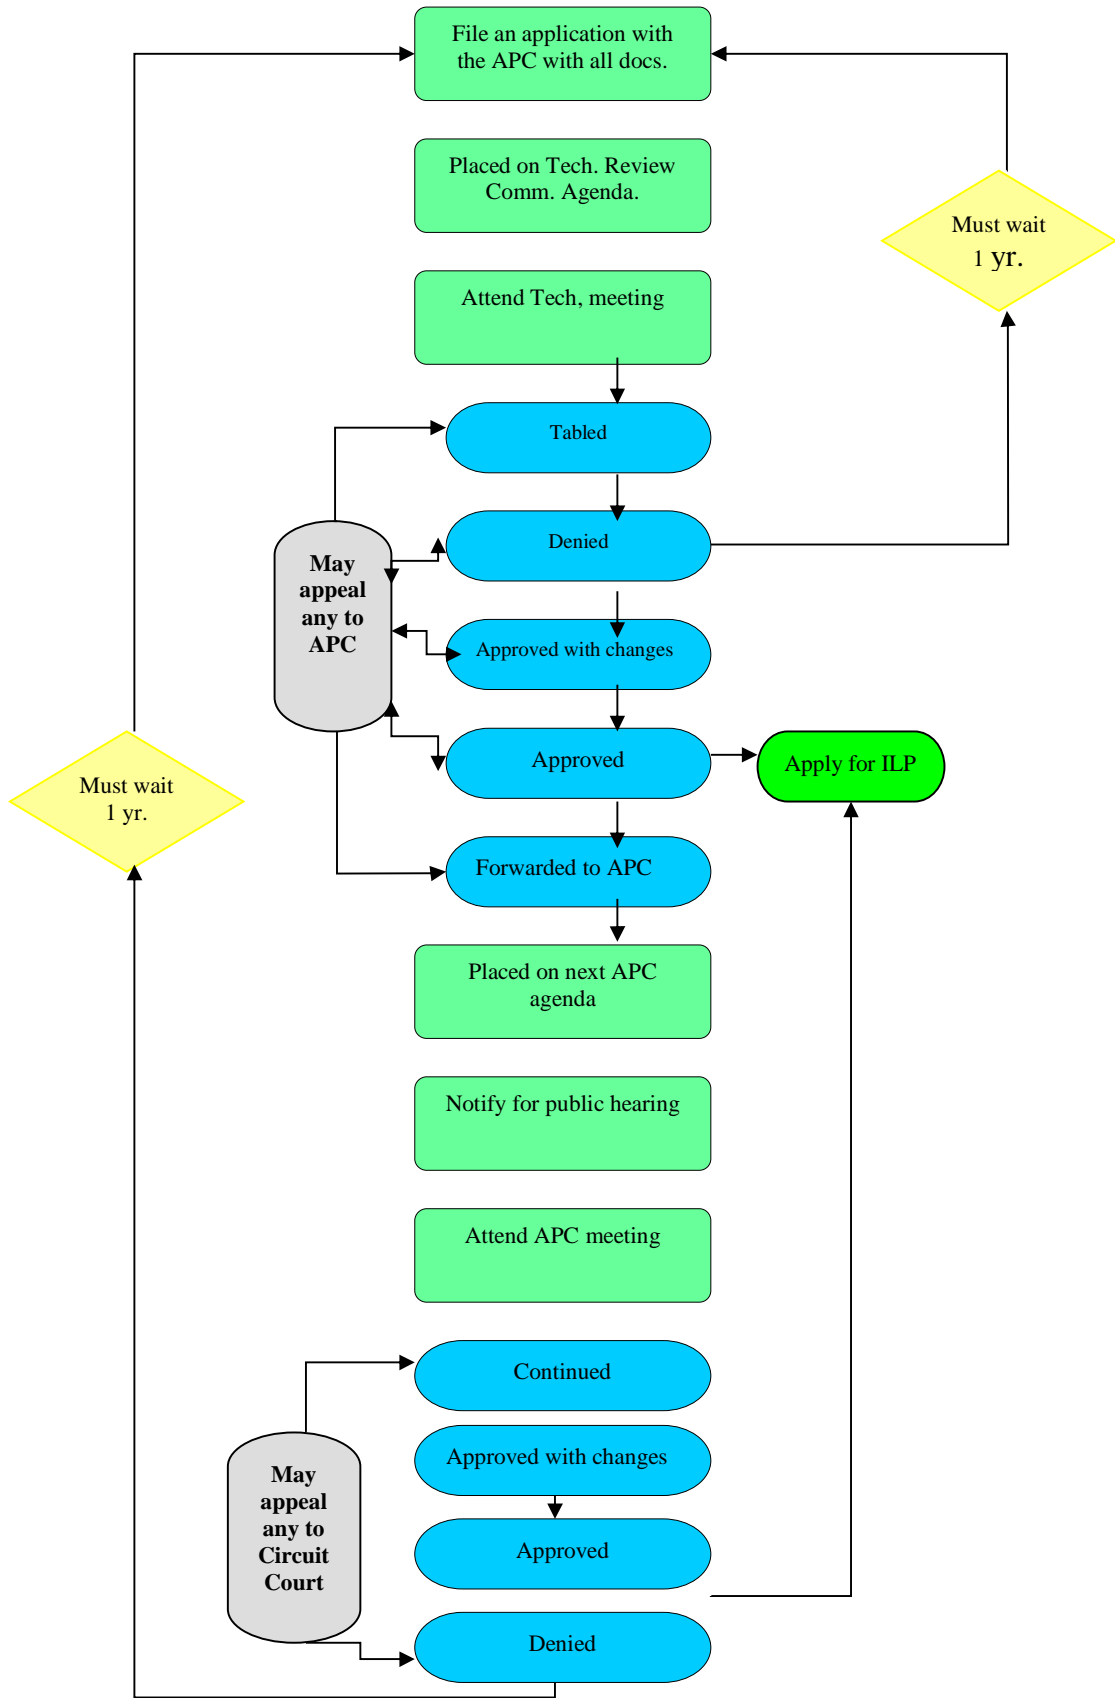 File an application with
the APC with all docs.
Placed on Tech. Review
Comm. Agenda.
Must wait
1 yr.
Attend Tech, meeting
Tabled
Denied
May
appeal
any to
APC
Approved with changes
Approved
Apply for ILP
Must wait
1 yr.
Forwarded to APC
Placed on next APC
agenda
Notify for public hearing
Attend APC meeting
Continued
Approved with changes
May
appeal
any to
Circuit
Court
Approved
Denied